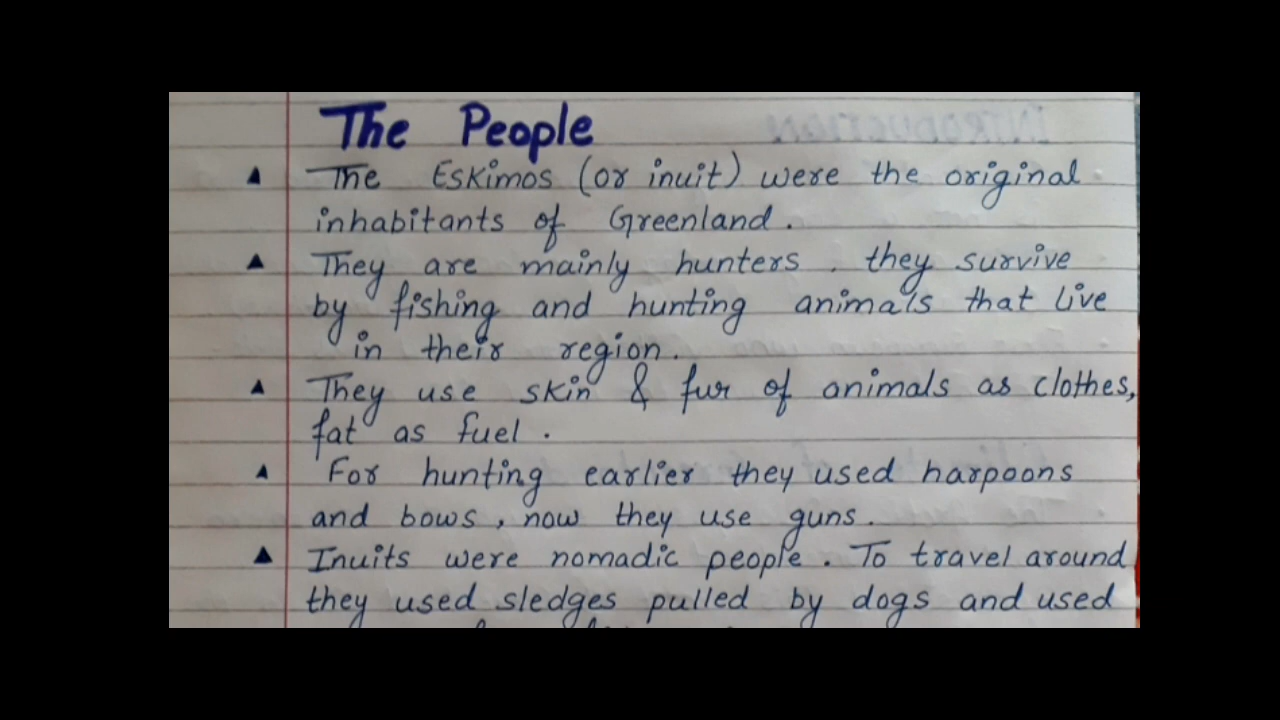 The People
▲ The Eskimos (or inuit) were the original
inhabitants of Greenland.
▲ They are mainly hunters. they survive
by fishing and hunting animals that live
in their region.
▲ They use skin & fur of animals as clothes,
fat as fuel.
▲ For hunting earlier they used harpoons
and bows, now they use guns.
▲ Inuits were nomadic people. To travel around
they used sledges pulled by dogs and used